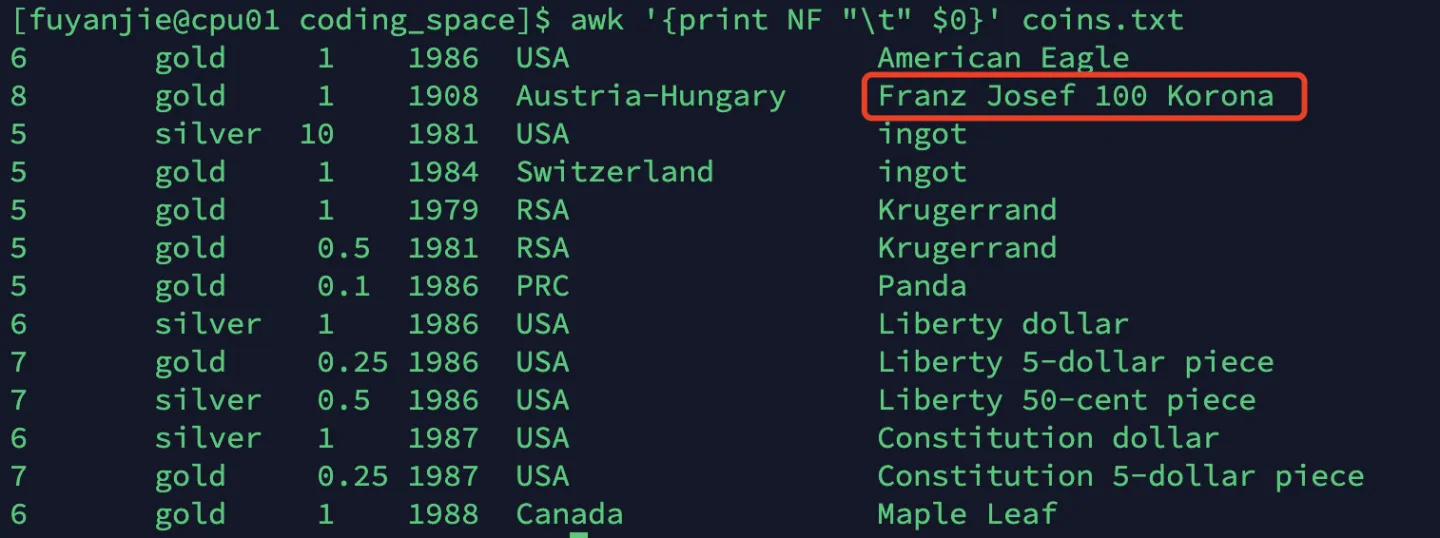 [fuyanjie@cpu01 coding_space]$ awk '{print NF "\t" $0}' coins.txt
6       gold     1    1986  USA                 American Eagle
8       gold     1    1908  Austria-Hungary     Franz Josef 100 Korona
5       silver  10    1981  USA                 ingot
5       gold     1    1984  Switzerland         ingot
5       gold     1    1979  RSA                 Krugerrand
5       gold     0.5  1981  RSA                 Krugerrand
5       gold     0.1  1986  PRC                 Panda
6       silver   1    1986  USA                 Liberty dollar
7       gold     0.25 1986  USA                 Liberty 5-dollar piece
7       silver   0.5  1986  USA                 Liberty 50-cent piece
6       silver   1    1987  USA                 Constitution dollar
7       gold     0.25 1987  USA                 Constitution 5-dollar piece
6       gold     1    1988  Canada              Maple Leaf